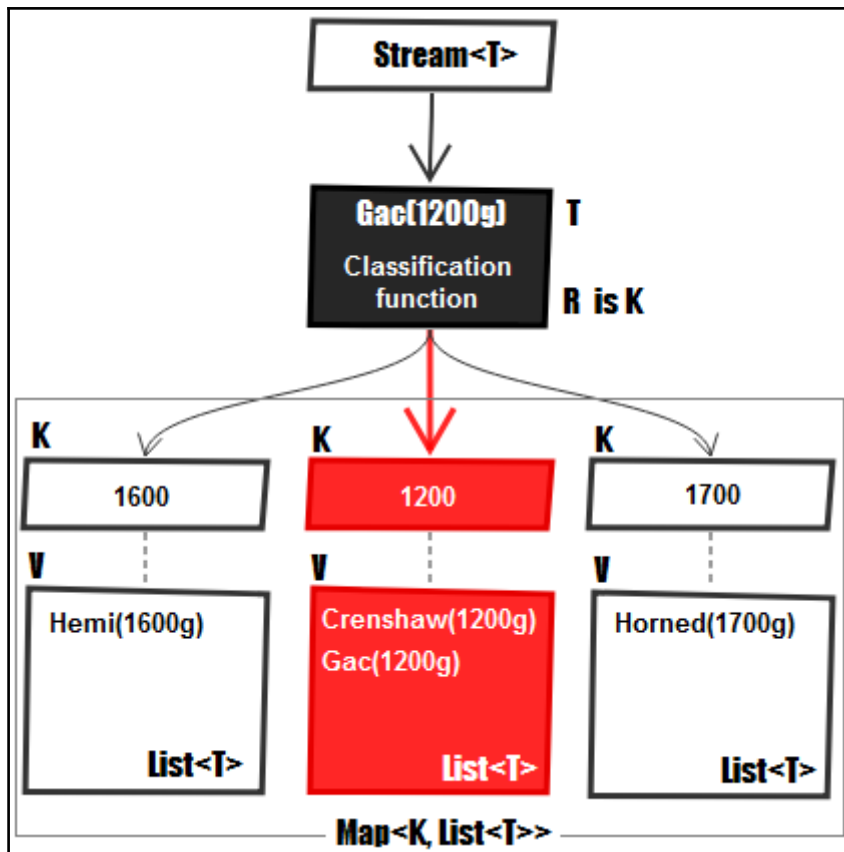 Stream<T>
Gac(1200g)
T
Classification
function
R is K
K
K
K
1600
1200
1700
V
V
V
Hemi(1600g)
Crenshaw(1200g)
Gac(1200g)
Horned(1700g)
List<T>
List<T>
List<T>
Map<K, List<T>>